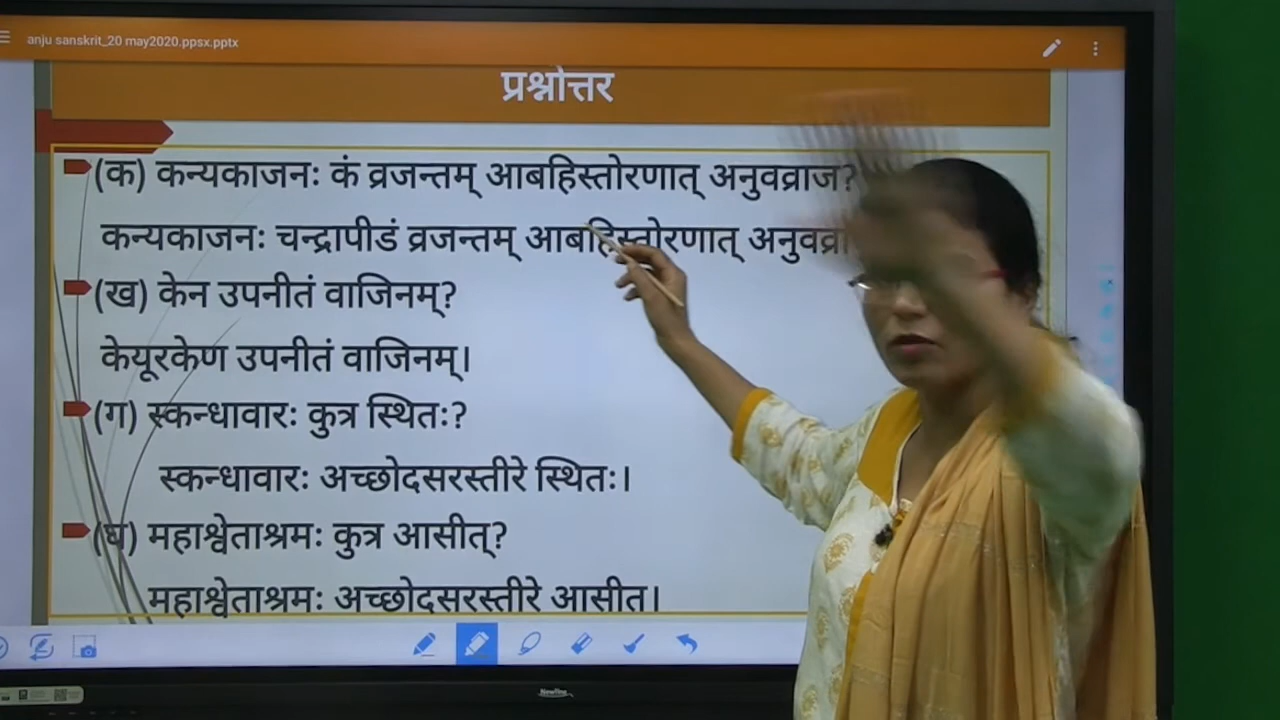 anju sanskrit_20 may2020.ppsx.pptx
प्रश्नोत्तर
(क) कन्यकाजनः कं व्रजन्तम् आबहिस्तोरणात् अनुवव्राज?
कन्यकाजनः चन्द्रापीडं व्रजन्तम् आबहिस्तोरणात्
(ख) केन उपनीतं वाजिनम्?
केयूरकेण उपनीतं वाजिनम्।
(ग) स्कन्धावारः कुत्र स्थितः?
स्कन्धावारः अच्छोदसरस्तीरे स्थितः।
(घ) महाश्वेताश्रमः कुत्र आसीत्?
महाश्वेताश्रमः अच्छोदसरस्तीरे आसीत।
Newline